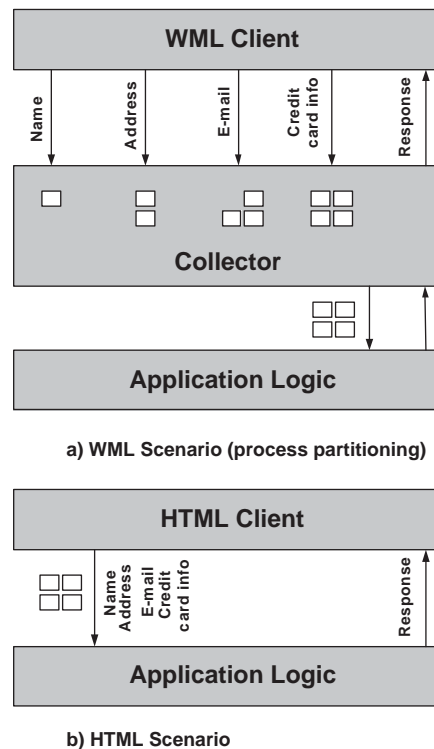 WML Client
Name
Address
E-mail
Credit
card info
Response
Collector
Application Logic
a) WML Scenario (process partitioning)
HTML Client
Name
Address
E-mail
Credit
card info
Response
Application Logic
b) HTML Scenario